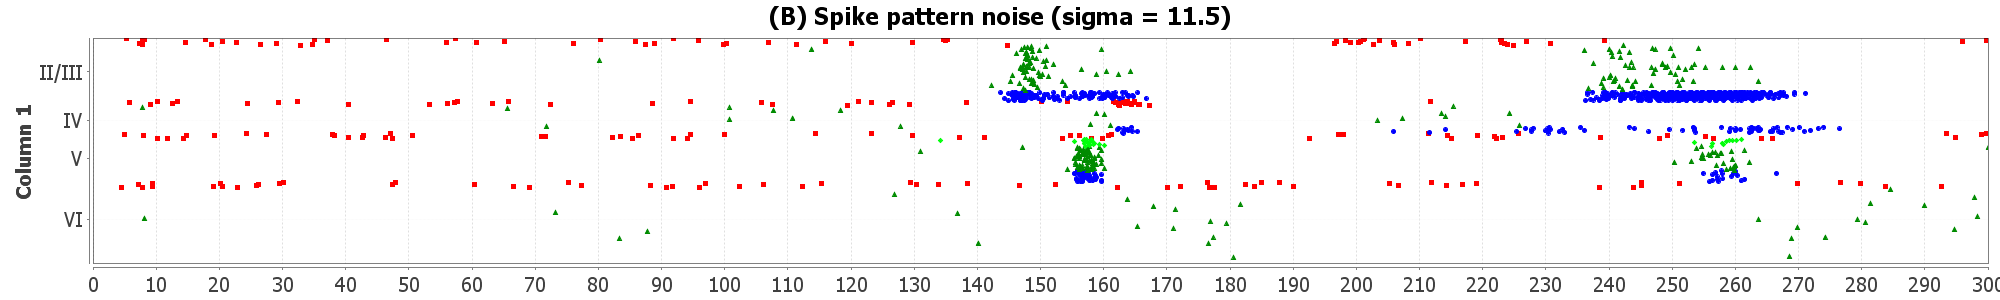 (B) Spike pattern noise (sigma = 11.5)
Column 1
II/III
IV
V
VI
0 10 20 30 40 50 60 70 80 90 100 110 120 130 140 150 160 170 180 190 200 210 220 230 240 250 260 270 280 290 300